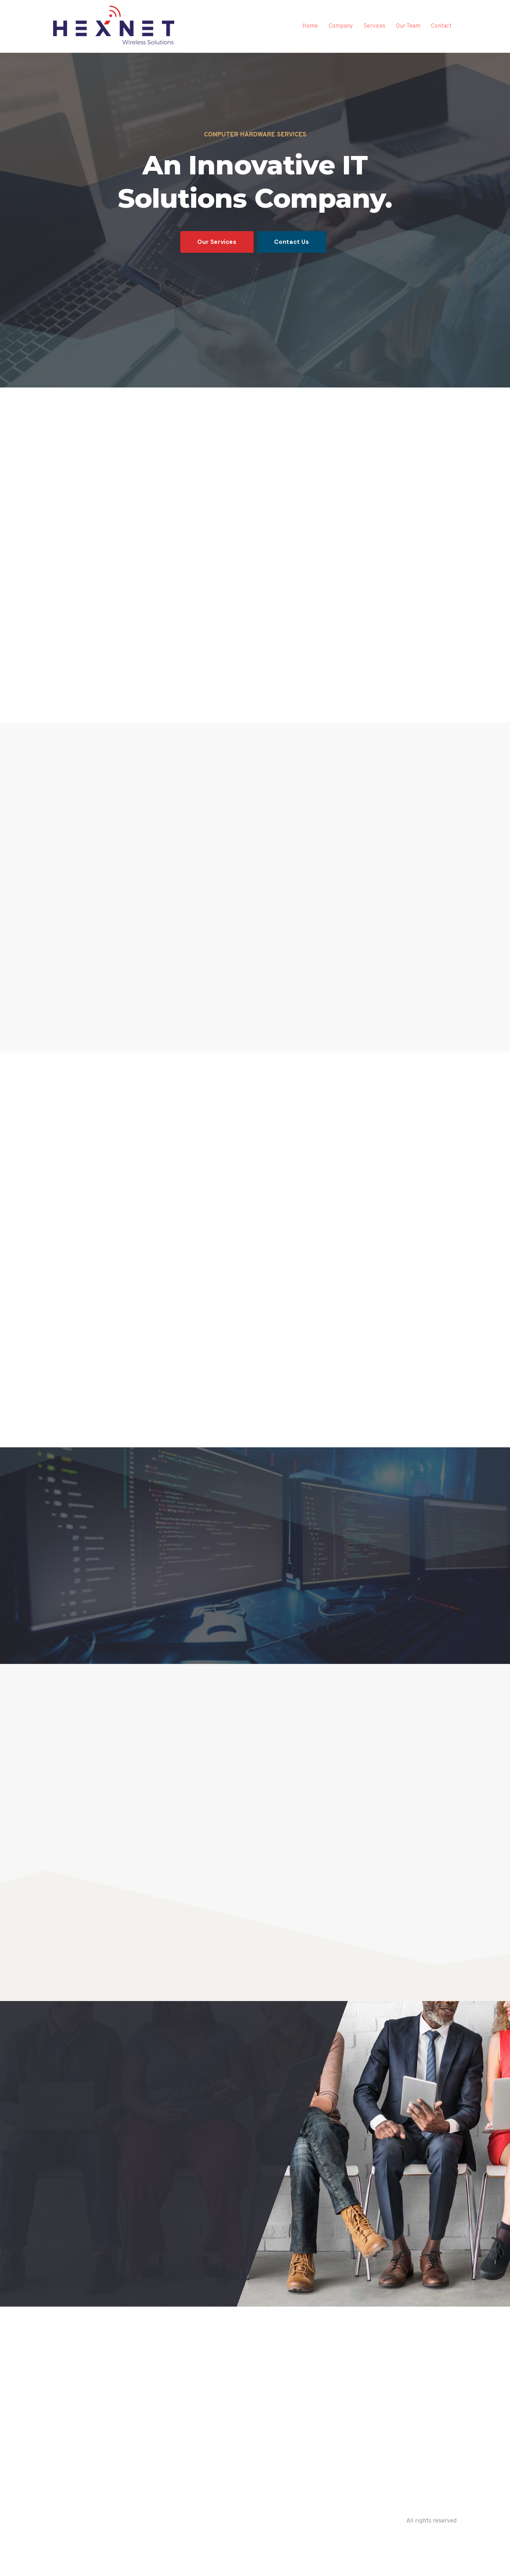 HEXNET
Wireless Solutions
Home Company Services Our Team Contact
COMPUTER HARDWARE SERVICES
An Innovative IT
Solutions Company.
Our Services Contact Us
All rights reserved